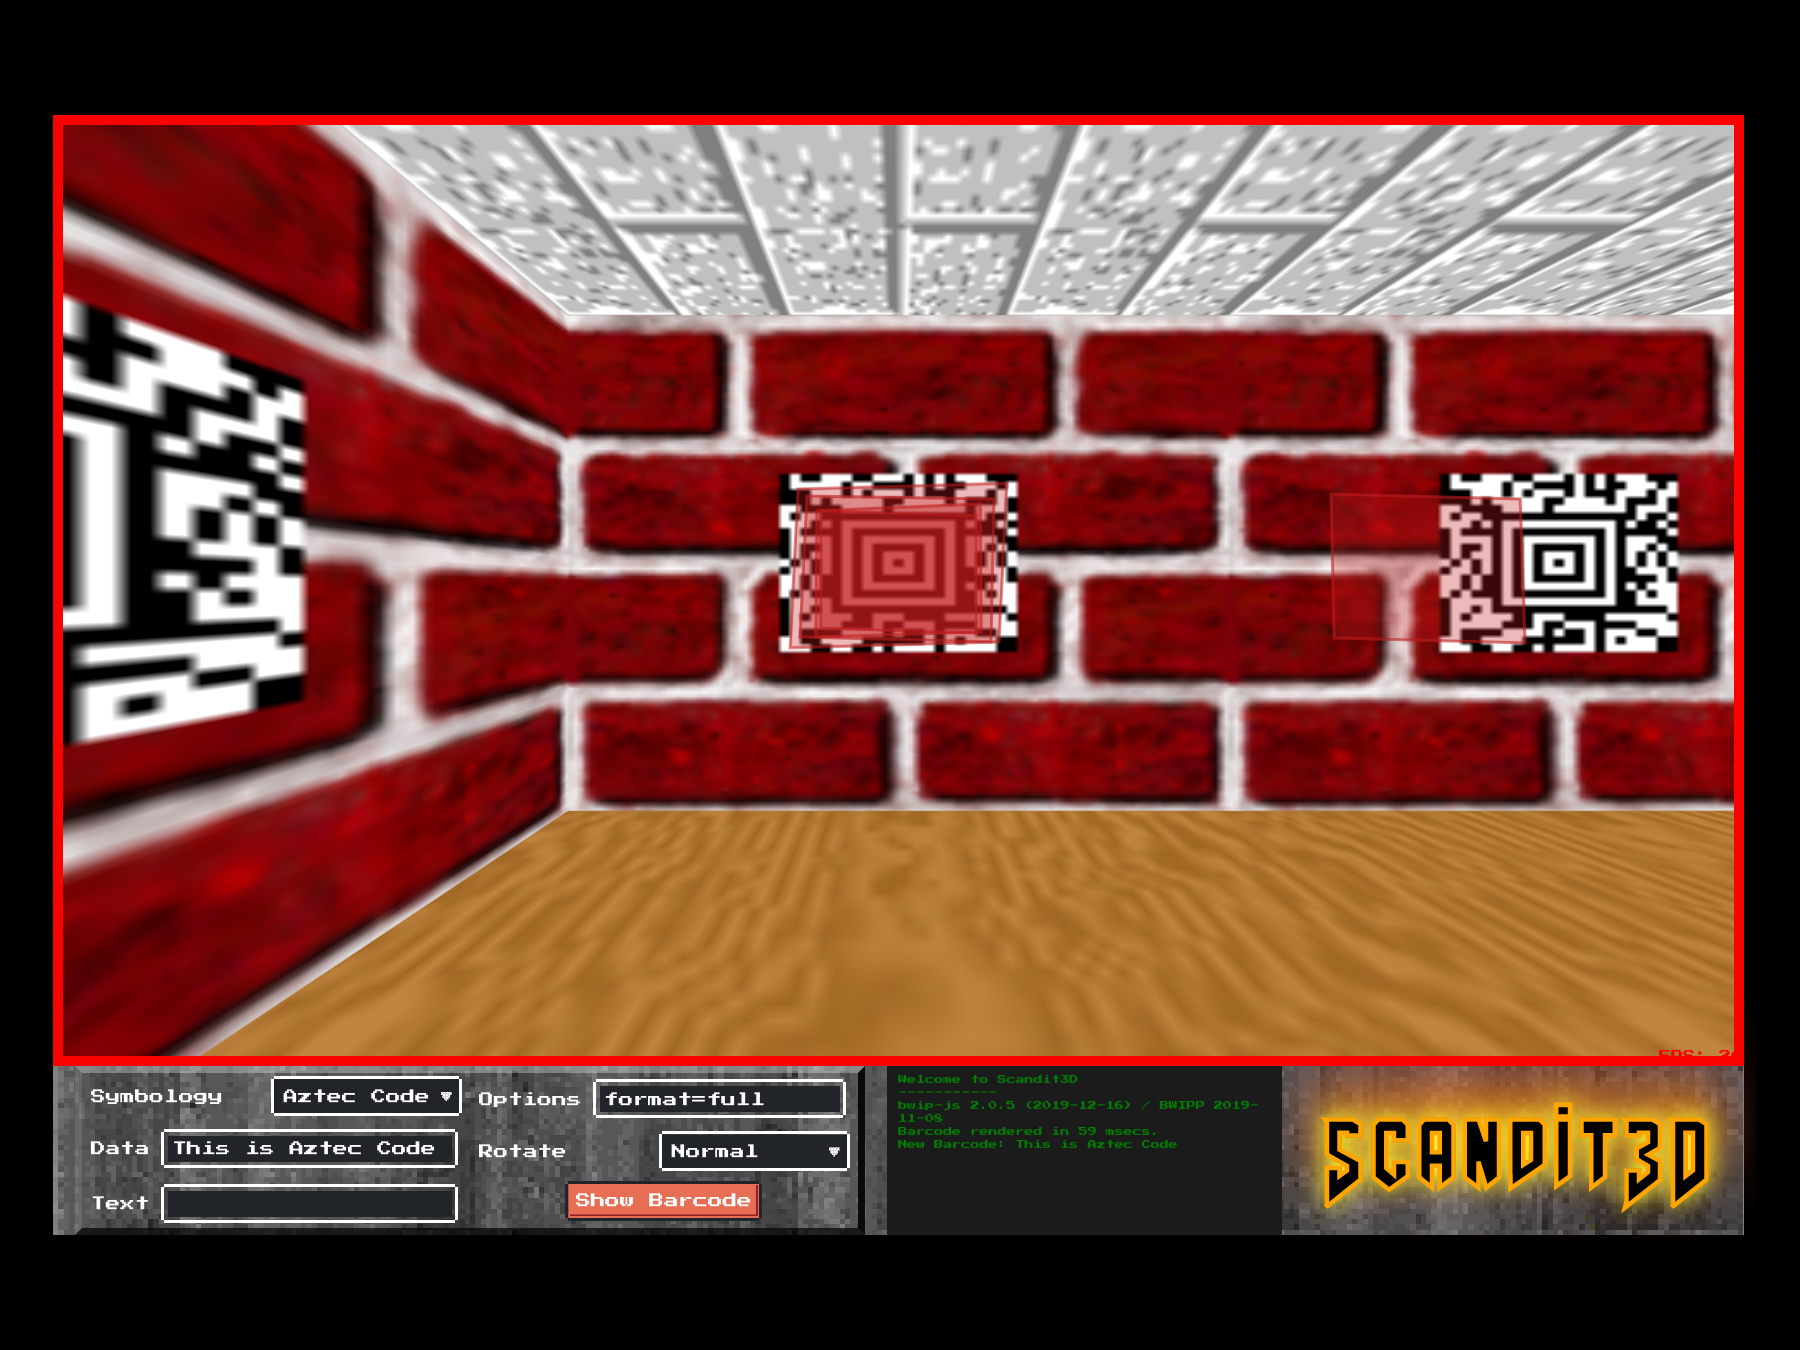 FPS:
Symbology
Aztec Code
Options
format=full
Data
This is Aztec Code
Rotate
Normal
Text
Show Barcode
Welcome to Scandit3D
-----------
bwip-js 2.0.5 (2019-12-16) / BWIPP 2019-
11-08
Barcode rendered in 59 msecs.
New Barcode: This is Aztec Code
SCANDIT3D